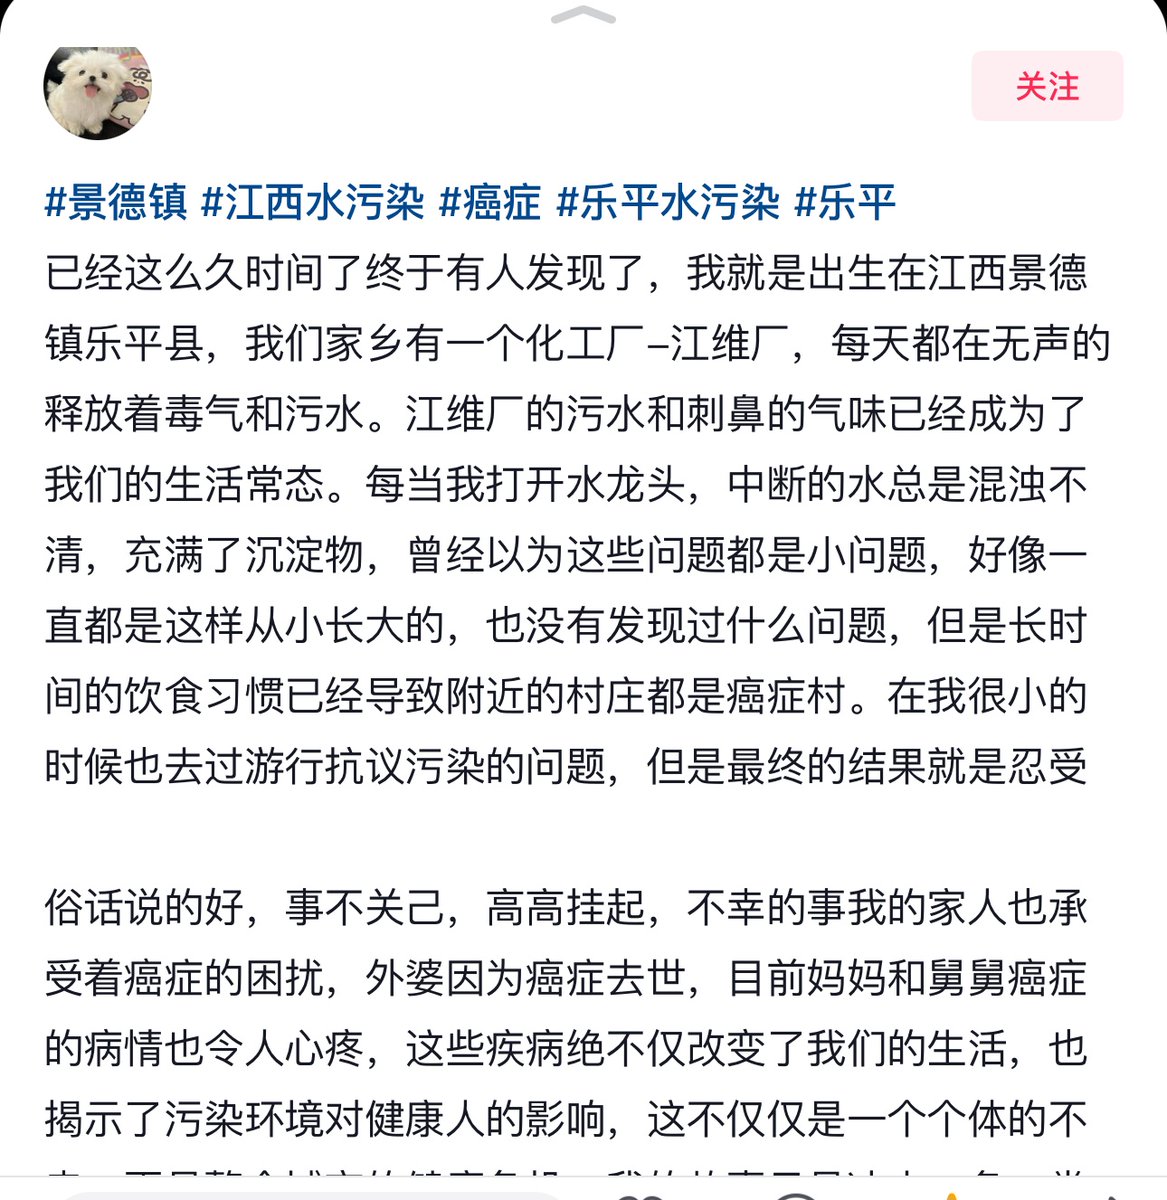 关注
#景德镇 #江西水污染 #癌症 #乐平水污染 #乐平
已经这么久时间了终于有人发现了，我就是出生在江西景德
镇乐平县，我们家乡有一个化工厂–江维厂，每天都在无声的
释放着毒气和污水。江维厂的污水和刺鼻的气味已经成为了
我们的生活常态。每当我打开水龙头，中断的水总是混浊不
清，充满了沉淀物，曾经以为这些问题都是小问题，好像一
直都是这样从小长大的，也没有发现过什么问题，但是长时
间的饮食习惯已经导致附近的村庄都是癌症村。在我很小的
时候也去过游行抗议污染的问题，但是最终的结果就是忍受
俗话说的好，事不关己，高高挂起，不幸的事我的家人也承
受着癌症的困扰，外婆因为癌症去世，目前妈妈和舅舅癌症
的病情也令人心疼，这些疾病绝不仅改变了我们的生活，也
揭示了污染环境对健康人的影响，这不仅仅是一个个体的不